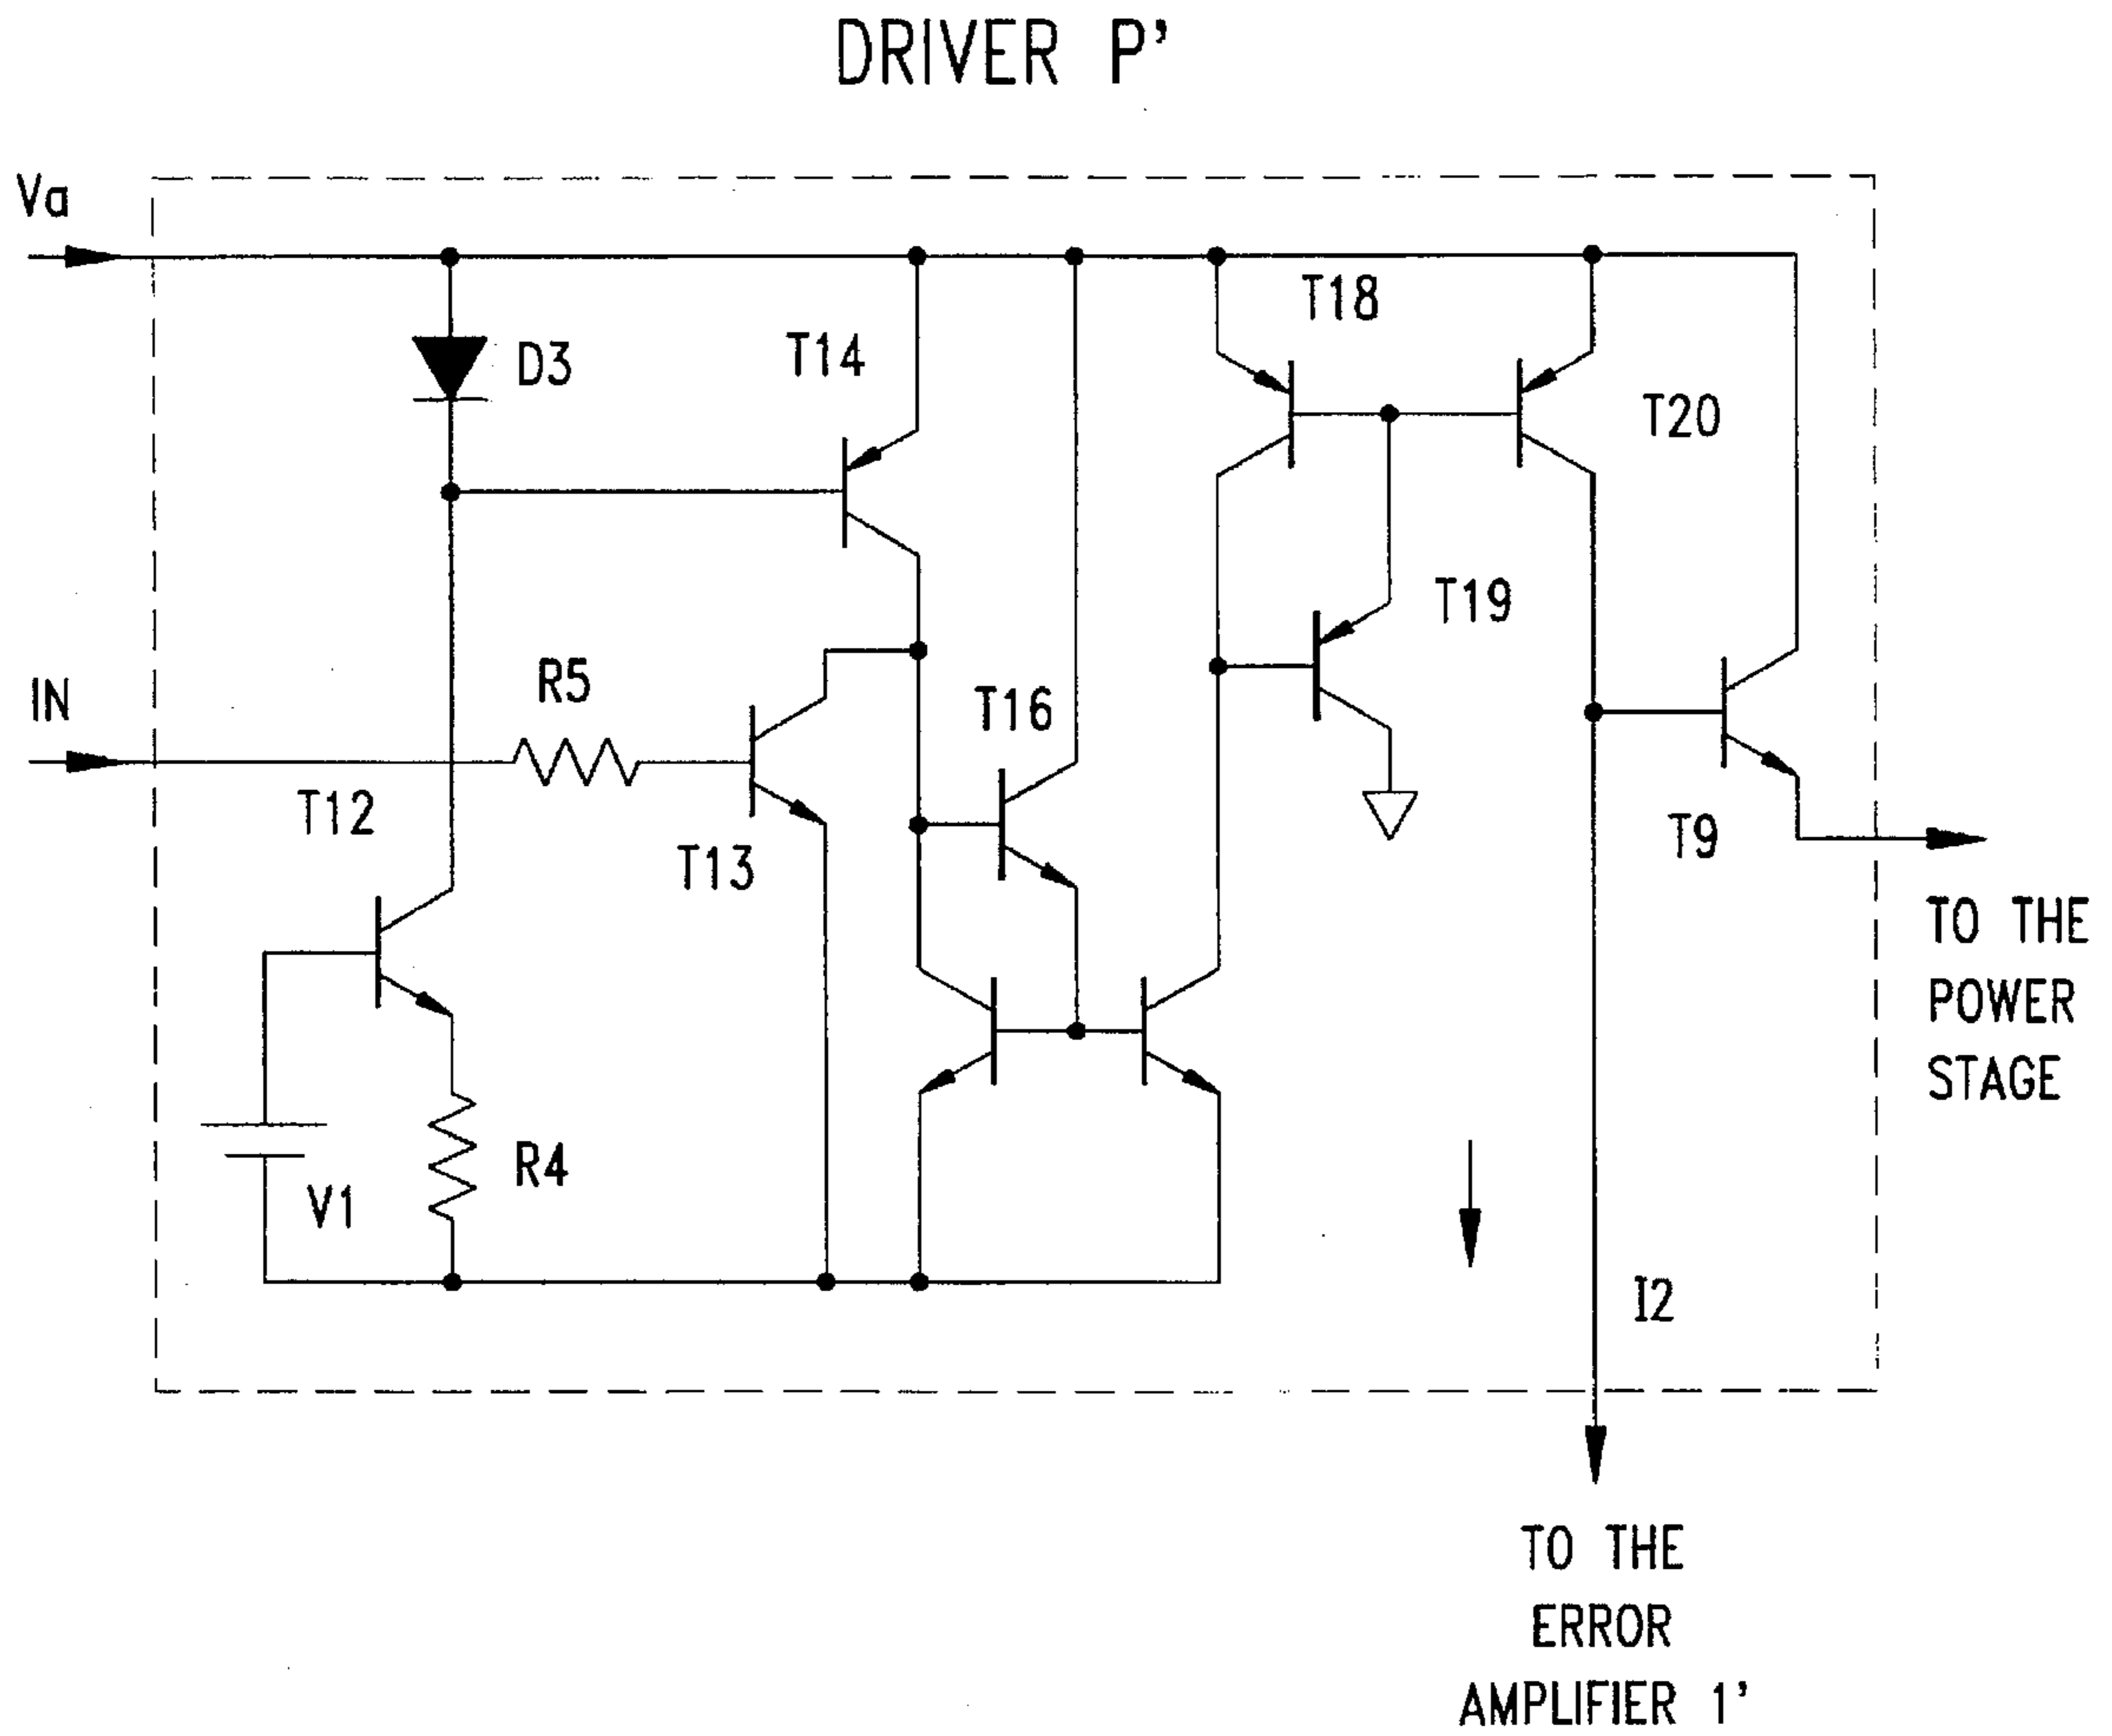 DRIVER P'
Va
T18
D3
T14
T20
T19
R5
IN
T16
T12
T13
T9
TO THE
POWER
STAGE
R4
V1
I2
TO THE
ERROR
AMPLIFIER 1'